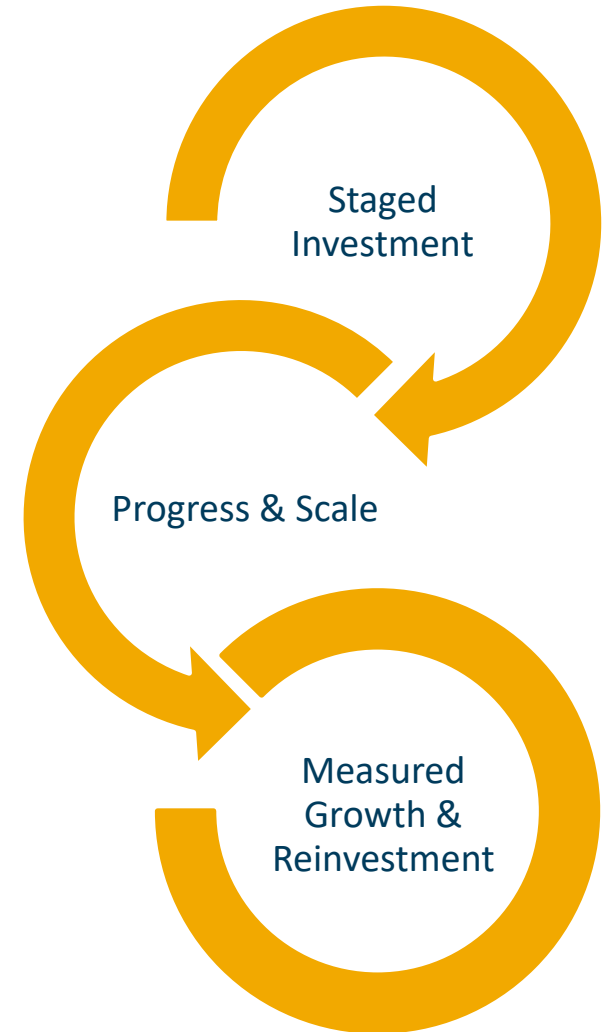 Staged
Investment
Progress & Scale
Measured
Growth &
Reinvestment